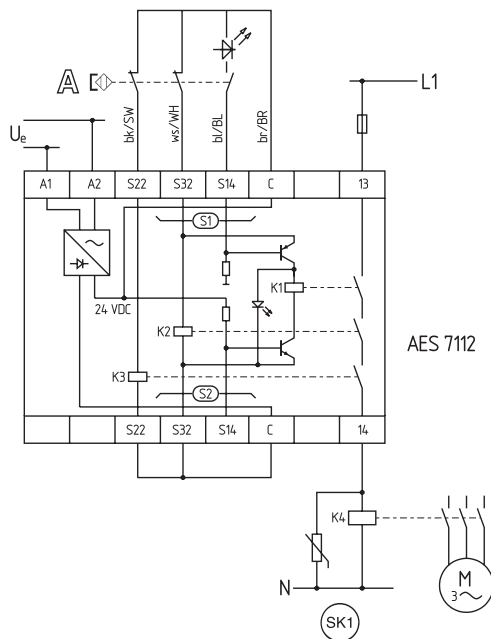 L1
A
bk/SW
ws/WH
bl/BL
br/BR
Ue
A1 A2 S22 S32 S14 C 13
S1
K1
24 VDC
K2
AES 7112
K3
S2
S22 S32 S14 C 14
K4
M
3
N
SK1